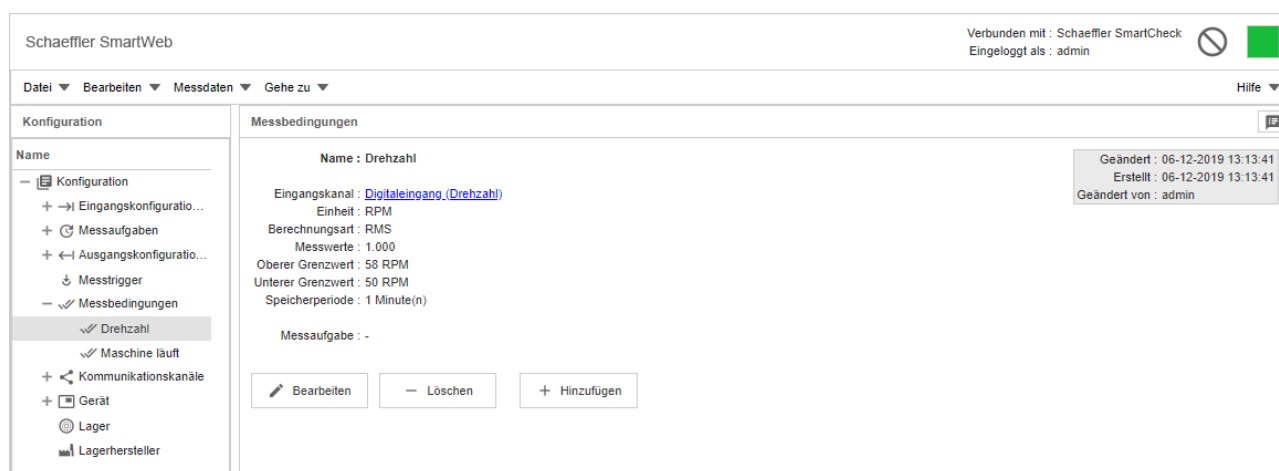 Schaeffler SmartWeb
Verbunden mit : Schaeffler SmartCheck
Eingeloggt als : admin
Datei Bearbeiten Messdaten Gehe zu Hilfe
Konfiguration
Name
Konfiguration
Eingangskonfiguratio...
Messaufgaben
Ausgangskonfiguratio...
Messtrigger
Messbedingungen
Drehzahl
Maschine läuft
Kommunikationskanäle
Gerät
Lager
Lagerhersteller
Messbedingungen
Name : Drehzahl
Eingangskanal : Digitaleingang (Drehzahl)
Einheit : RPM
Berechnungsart : RMS
Messwerte : 1.000
Oberer Grenzwert : 58 RPM
Unterer Grenzwert : 50 RPM
Speicherperiode : 1 Minute(n)
Messaufgabe : -
Geändert : 06-12-2019 13:13:41
Erstellt : 06-12-2019 13:13:41
Geändert von : admin
Bearbeiten Löschen Hinzufügen